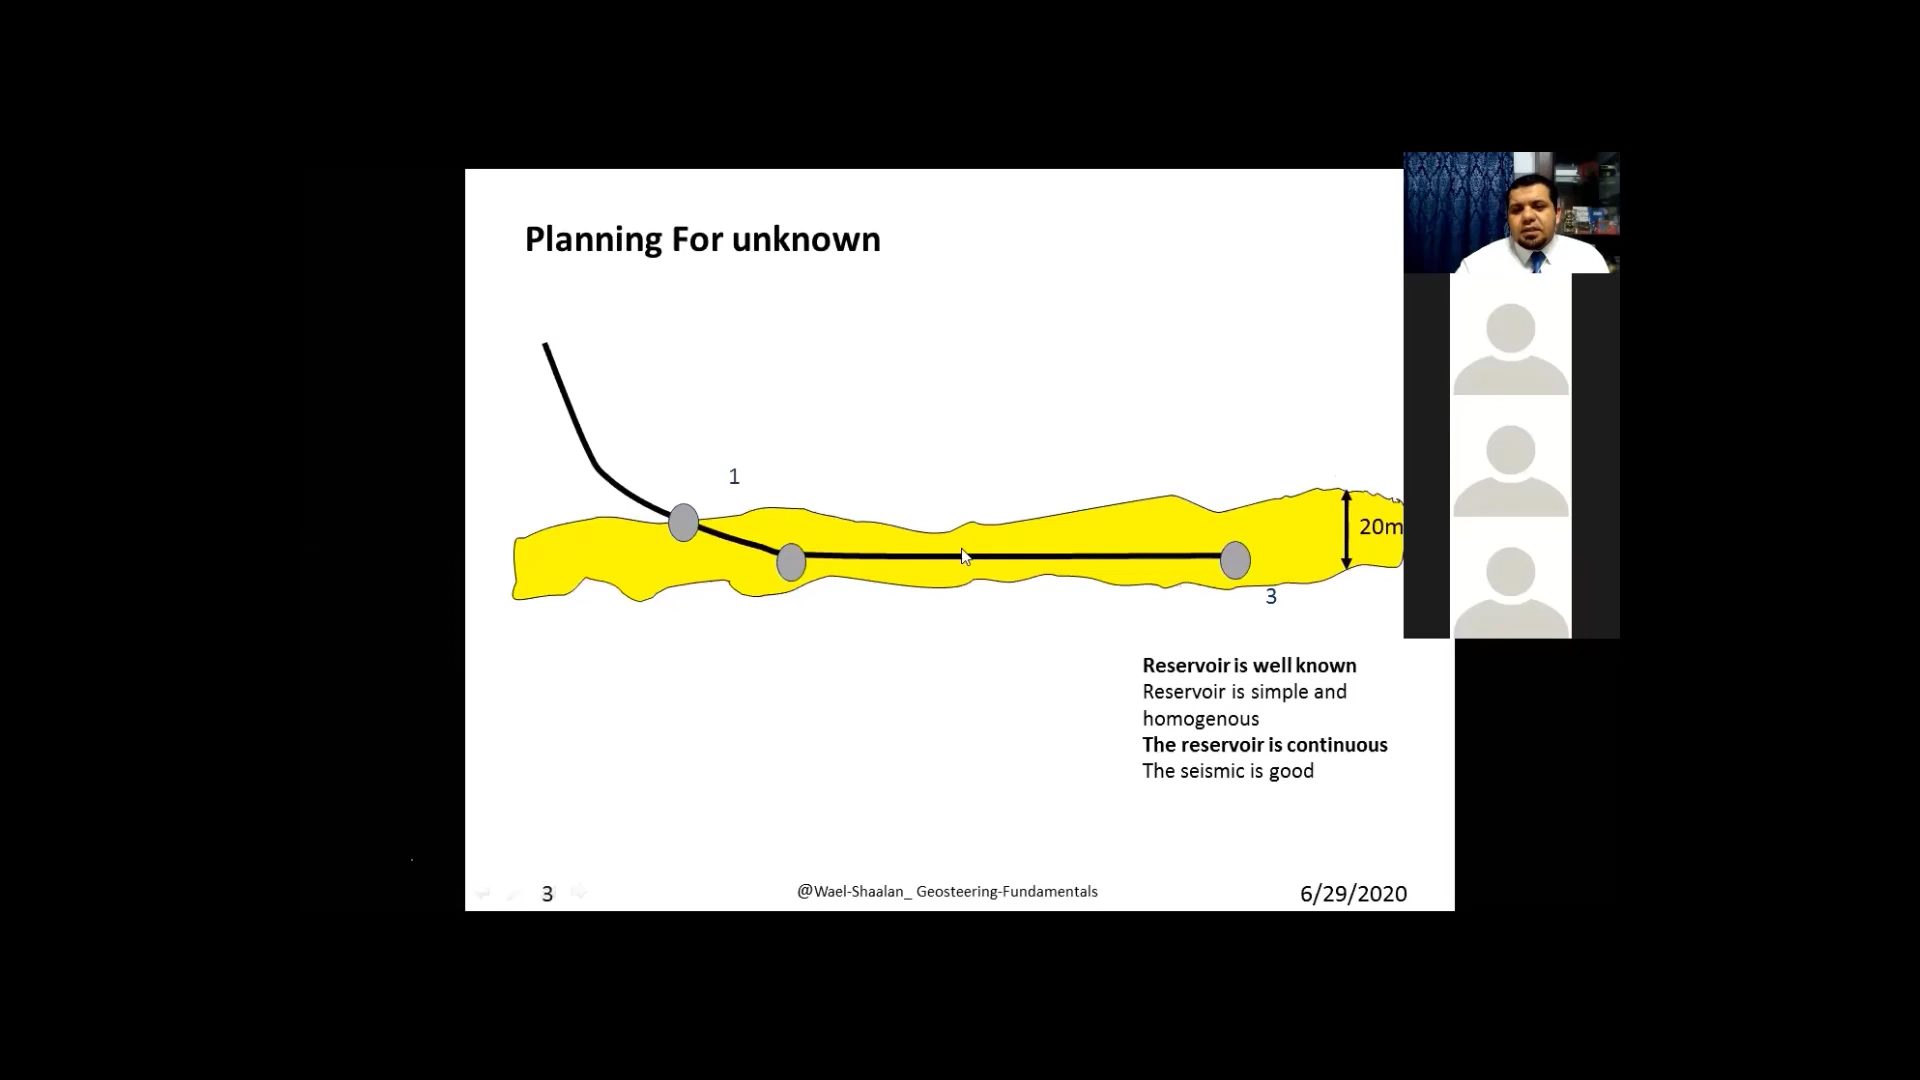 Planning For unknown
1
20m
3
Reservoir is well known
Reservoir is simple and
homogenous
The reservoir is continuous
The seismic is good
3
@Wael-Shaalan_ Geosteering-Fundamentals
6/29/2020